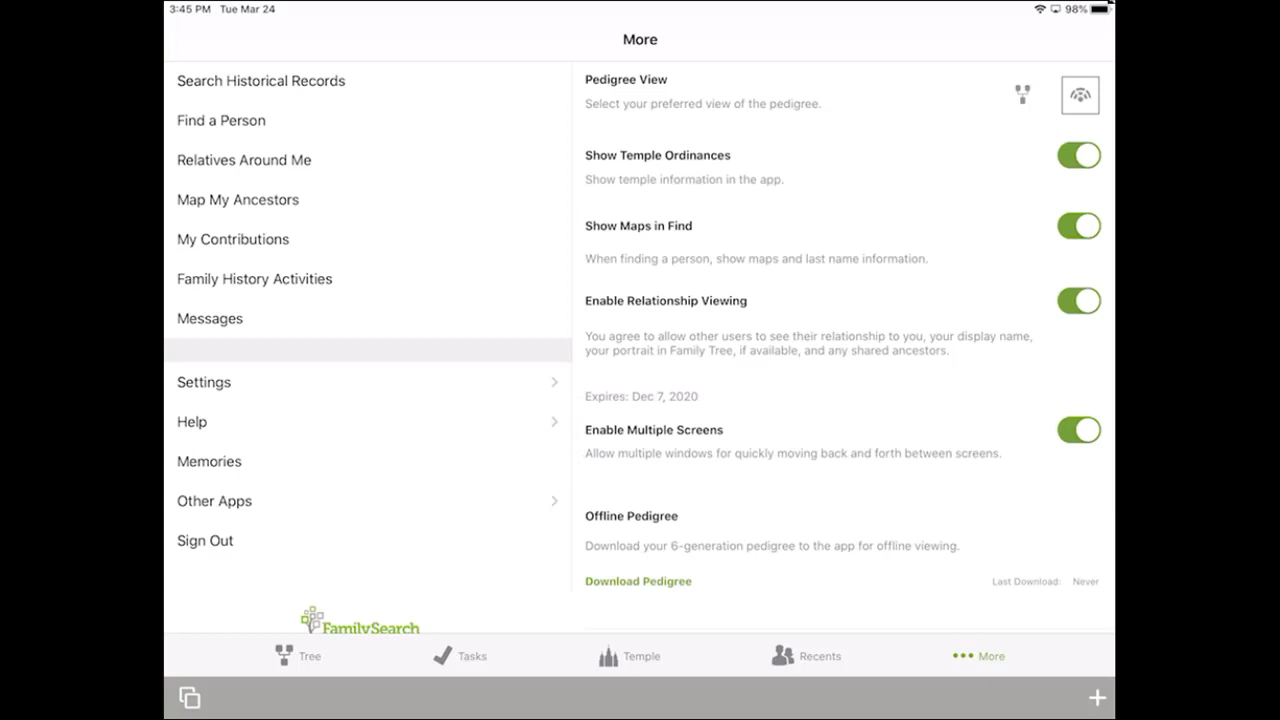 3:45 PM Tue Mar 24
98%
More
Search Historical Records
Find a Person
Relatives Around Me
Map My Ancestors
My Contributions
Family History Activities
Messages
Settings
Help
Memories
Other Apps
Sign Out
FamilySearch
Pedigree View
Select your preferred view of the pedigree.
Show Temple Ordinances
Show temple information in the app.
Show Maps in Find
When finding a person, show maps and last name information.
Enable Relationship Viewing
You agree to allow other users to see their relationship to you, your display name,
your portrait in Family Tree, if available, and any shared ancestors.
Expires: Dec 7, 2020
Enable Multiple Screens
Allow multiple windows for quickly moving back and forth between screens.
Offline Pedigree
Download your 6-generation pedigree to the app for offline viewing.
Download Pedigree
Last Download: Never
Tree
Tasks
Temple
Recents
More